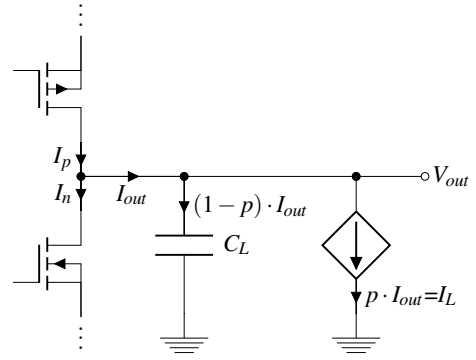 I_p
I_n
I_out
(1−p)·I_out
V_out
C_L
p·I_out=I_L